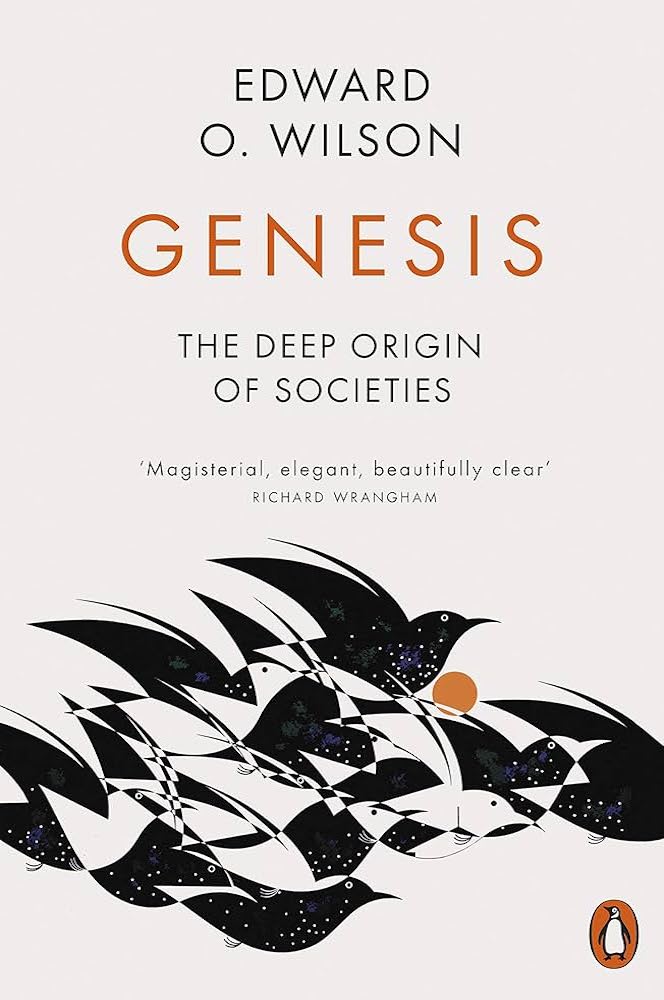 EDWARD
O. WILSON
GENESIS
THE DEEP ORIGIN
OF SOCIETIES
‘Magisterial, elegant, beautifully clear’
RICHARD WRANGHAM